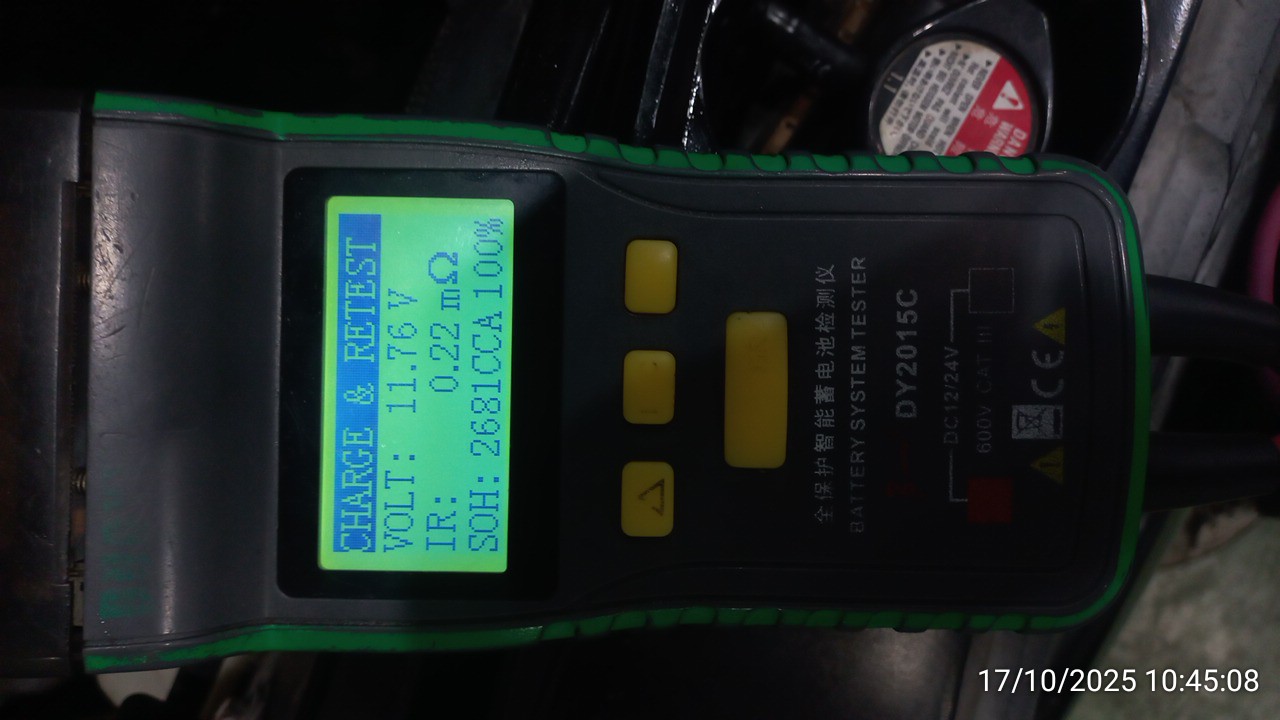 CHARGE & RETEST
VOLT: 11.76 V
IR: 0.22 mΩ
SOH: 2681CCA 100%
全保护智能蓄电池检测仪
BATTERY SYSTEM TESTER
DY2015C
DC12/24V
600V CAT III
CE
17/10/2025 10:45:08